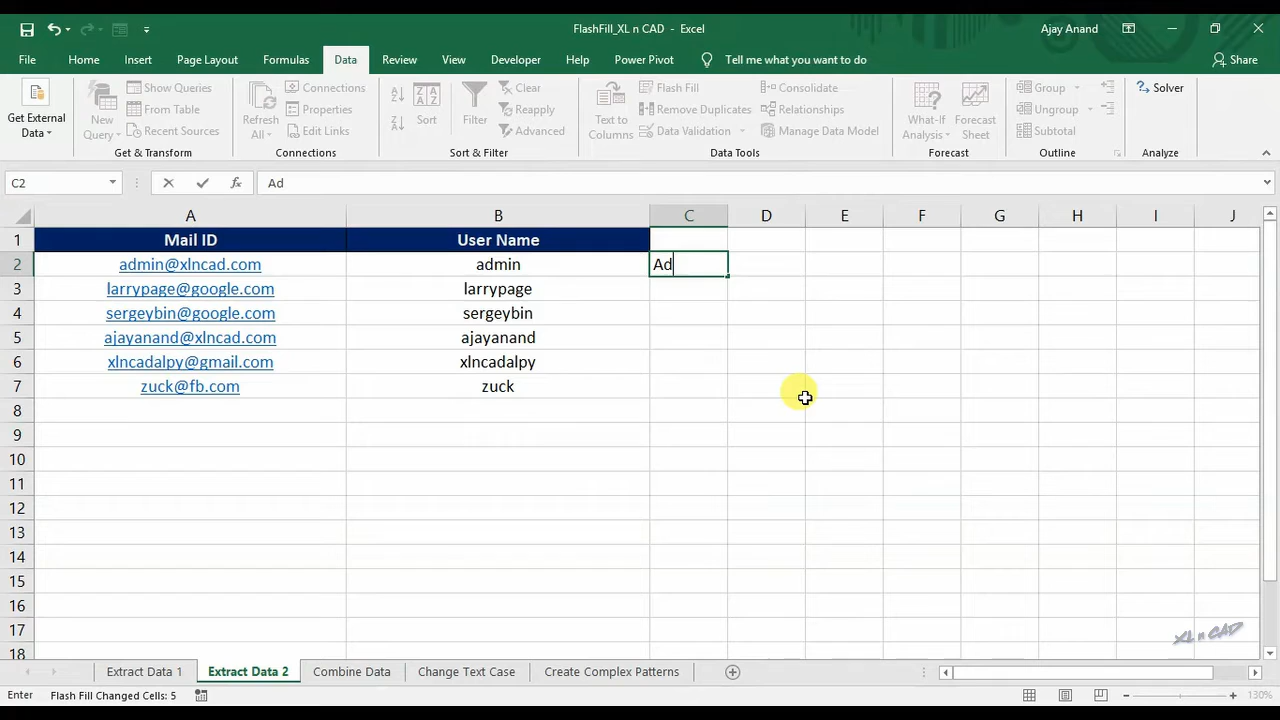 FlashFill_XL n CAD - Excel
Ajay Anand
File Home Insert Page Layout Formulas Data Review View Developer Help Power Pivot Tell me what you want to do Share
Get External Data
New Query
Show Queries
From Table
Recent Sources
Get & Transform
Refresh All
Connections
Properties
Edit Links
Connections
Sort
Filter
Clear
Reapply
Advanced
Sort & Filter
Text to Columns
Flash Fill
Remove Duplicates
Data Validation
Consolidate
Relationships
Manage Data Model
Data Tools
What-If Analysis
Forecast Sheet
Forecast
Group
Ungroup
Subtotal
Outline
Solver
Analyze
C2 fx Ad
A B C D E F G H I J
1 Mail ID User Name
2 admin@xlncad.com admin Ad
3 larrypage@google.com larrypage
4 sergeybin@google.com sergeybin
5 ajayanand@xlncad.com ajayanand
6 xlncadalpy@gmail.com xlncadalpy
7 zuck@fb.com zuck
8
9
10
11
12
13
14
15
16
17
18
XL n CAD
Extract Data 1 Extract Data 2 Combine Data Change Text Case Create Complex Patterns
Enter Flash Fill Changed Cells: 5 130%